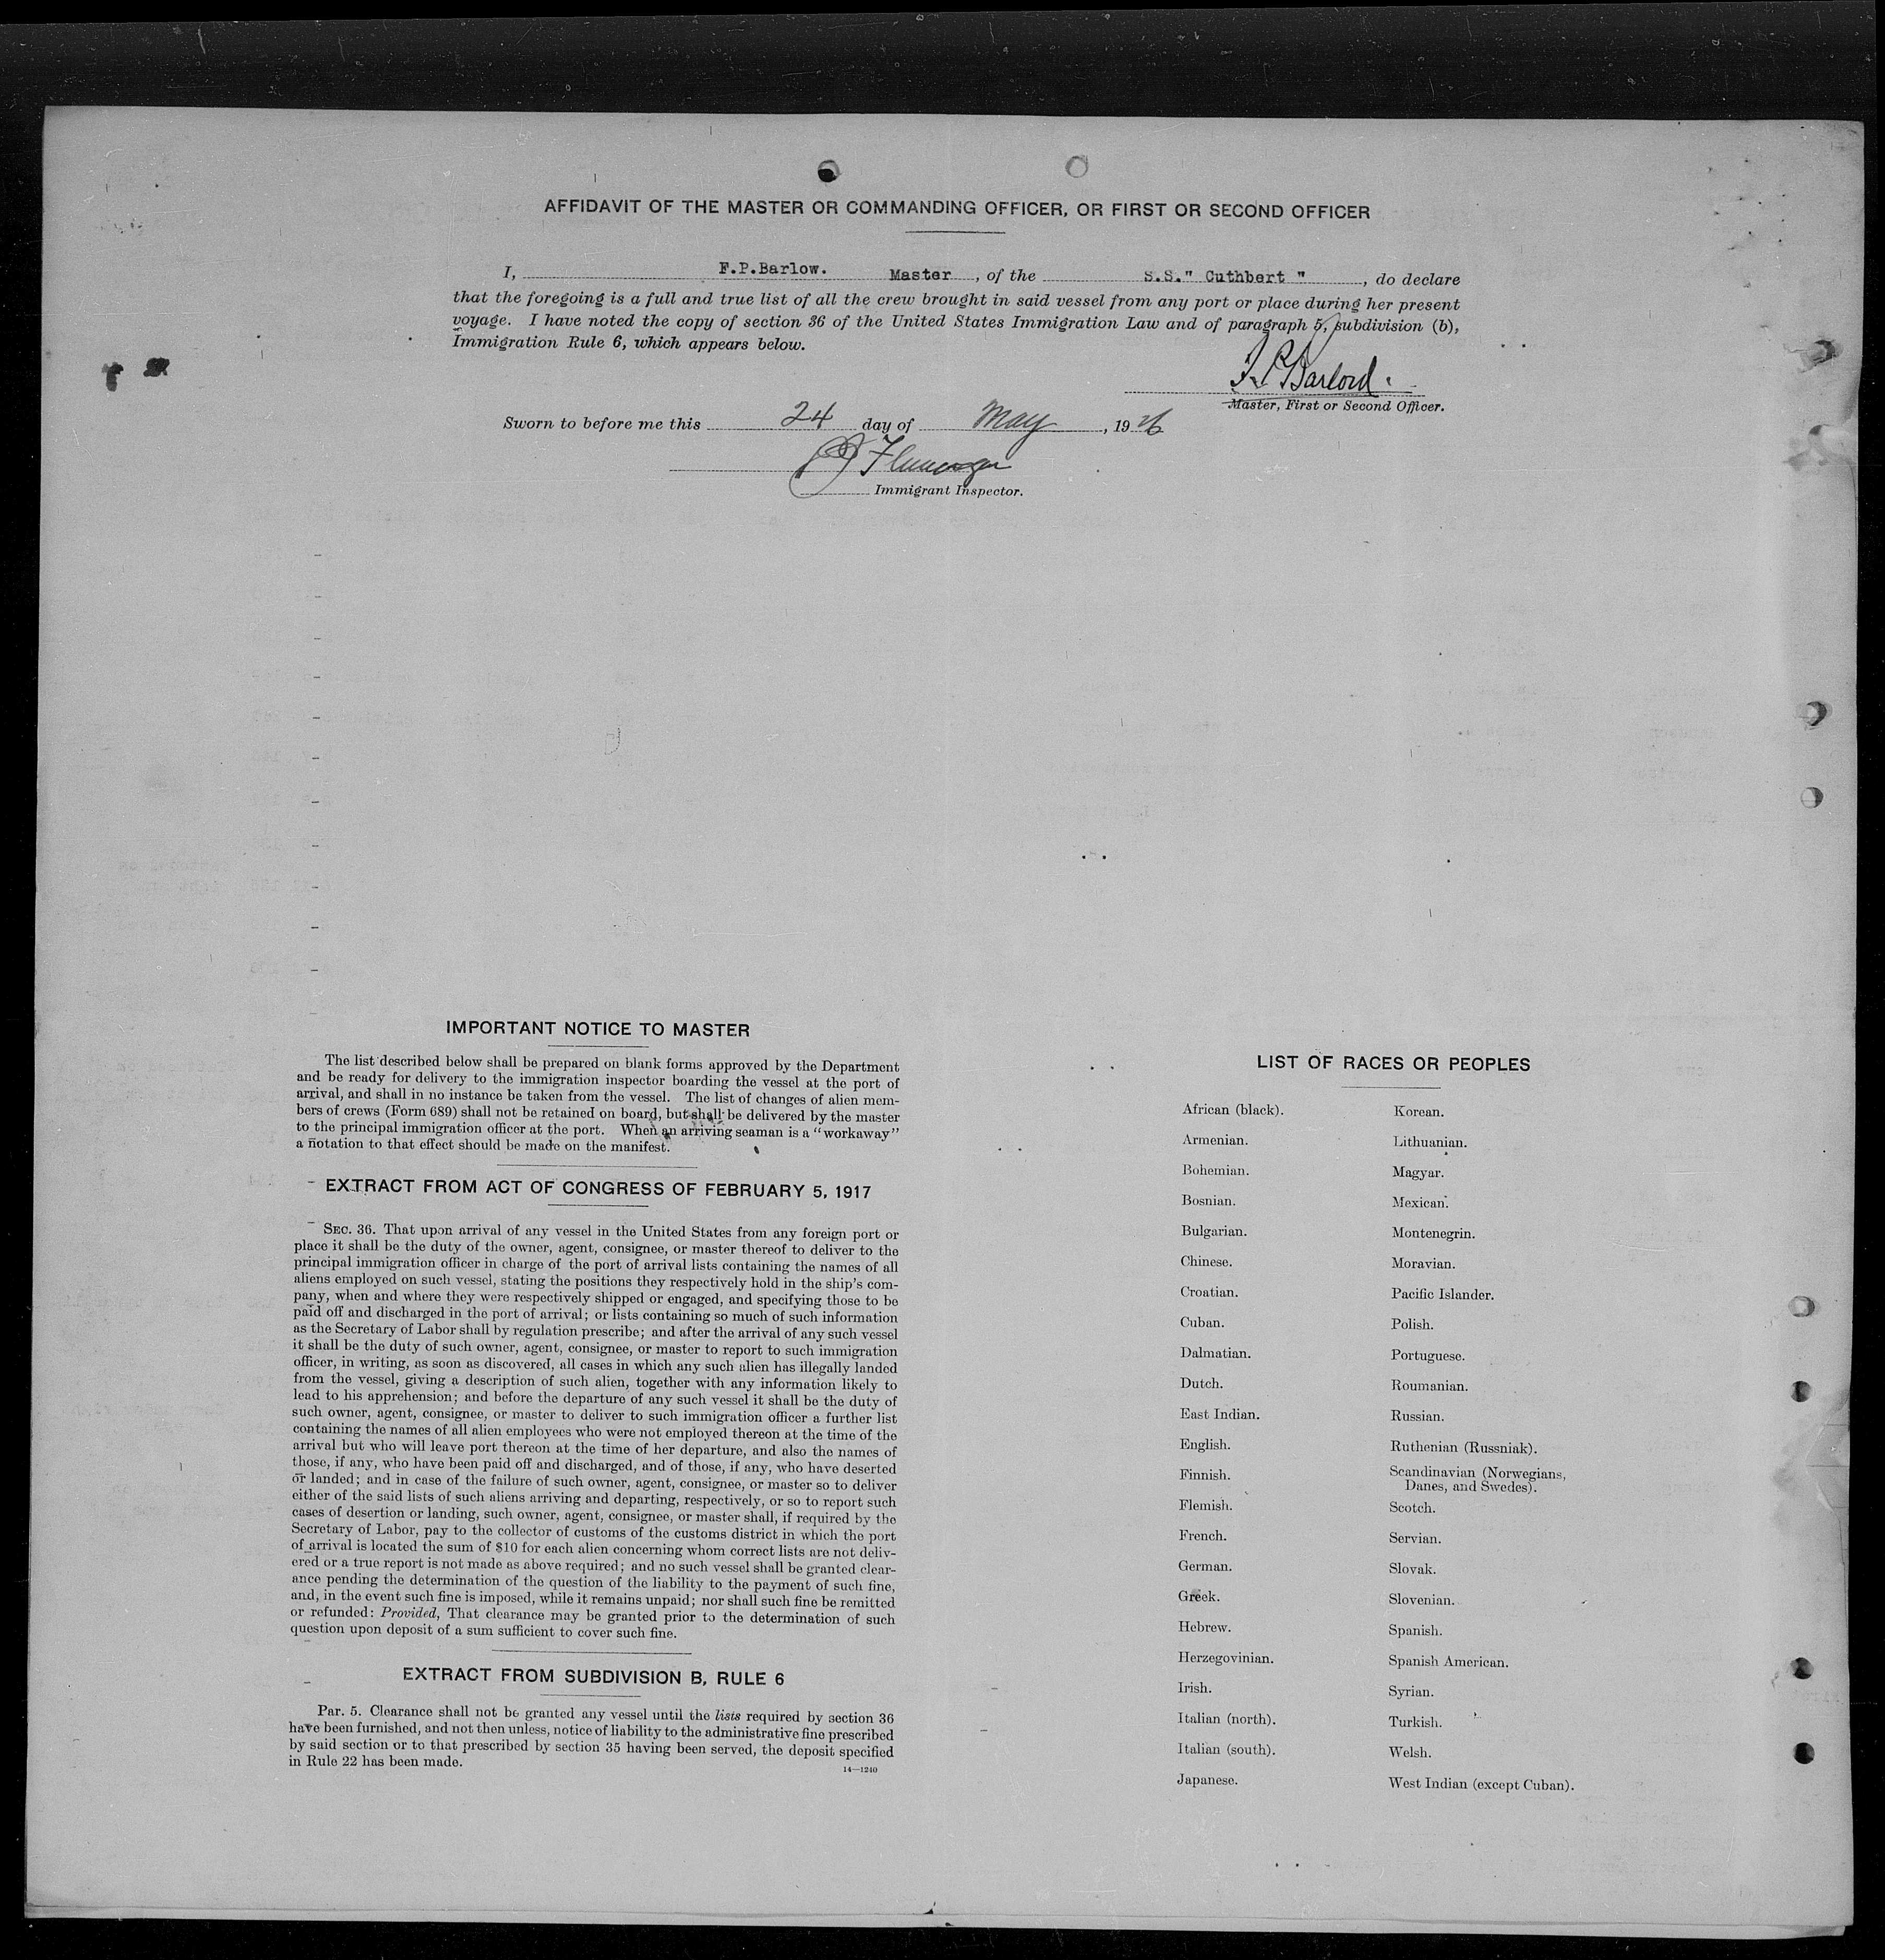 AFFIDAVIT OF THE MASTER OR COMMANDING OFFICER, OR FIRST OR SECOND OFFICER
I, F.P.Barlow. Master, of the S.S." Cuthbert ", do declare
that the foregoing is a full and true list of all the crew brought in said vessel from any port or place during her present
voyage. I have noted the copy of section 36 of the United States Immigration Law and of paragraph 5, subdivision (b),
Immigration Rule 6, which appears below.
Master, First or Second Officer.
Sworn to before me this 24 day of May, 1926
Immigrant Inspector.
IMPORTANT NOTICE TO MASTER
The list described below shall be prepared on blank forms approved by the Department
and be ready for delivery to the immigration inspector boarding the vessel at the port of
arrival, and shall in no instance be taken from the vessel. The list of changes of alien mem-
bers of crews (Form 689) shall not be retained on board, but shall be delivered by the master
to the principal immigration officer at the port. When an arriving seaman is a "workaway"
a notation to that effect should be made on the manifest.
EXTRACT FROM ACT OF CONGRESS OF FEBRUARY 5, 1917
SEC. 36. That upon arrival of any vessel in the United States from any foreign port or
place it shall be the duty of the owner, agent, consignee, or master thereof to deliver to the
principal immigration officer in charge of the port of arrival lists containing the names of all
aliens employed on such vessel, stating the positions they respectively hold in the ship's com-
pany, when and where they were respectively shipped or engaged, and specifying those to be
paid off and discharged in the port of arrival; or lists containing so much of such information
as the Secretary of Labor shall by regulation prescribe; and after the arrival of any such vessel
it shall be the duty of such owner, agent, consignee, or master to report to such immigration
officer, in writing, as soon as discovered, all cases in which any such alien has illegally landed
from the vessel, giving a description of such alien, together with any information likely to
lead to his apprehension; and before the departure of any such vessel it shall be the duty of
such owner, agent, consignee, or master to deliver to such immigration officer a further list
containing the names of all alien employees who were not employed thereon at the time of the
arrival but who will leave port thereon at the time of her departure, and also the names of
those, if any, who have been paid off and discharged, and of those, if any, who have deserted
or landed; and in case of the failure of such owner, agent, consignee, or master so to deliver
either of the said lists of such aliens arriving and departing, respectively, or so to report such
cases of desertion or landing, such owner, agent, consignee, or master shall, if required by the
Secretary of Labor, pay to the collector of customs of the customs district in which the port
of arrival is located the sum of $10 for each alien concerning whom correct lists are not deliv-
ered or a true report is not made as above required; and no such vessel shall be granted clear-
ance pending the determination of the question of the liability to the payment of such fine,
and, in the event such fine is imposed, while it remains unpaid; nor shall such fine be remitted
or refunded: Provided, That clearance may be granted prior to the determination of such
question upon deposit of a sum sufficient to cover such fine.
EXTRACT FROM SUBDIVISION B, RULE 6
Par. 5. Clearance shall not be granted any vessel until the lists required by section 36
have been furnished, and not then unless, notice of liability to the administrative fine prescribed
by said section or to that prescribed by section 35 having been served, the deposit specified
in Rule 22 has been made.
14—1240
LIST OF RACES OR PEOPLES
African (black).
Armenian.
Bohemian.
Bosnian.
Bulgarian.
Chinese.
Croatian.
Cuban.
Dalmatian.
Dutch.
East Indian.
English.
Finnish.
Flemish.
French.
German.
Greek.
Hebrew.
Herzegovinian.
Irish.
Italian (north).
Italian (south).
Japanese.
Korean.
Lithuanian.
Magyar.
Mexican.
Montenegrin.
Moravian.
Pacific Islander.
Polish.
Portuguese.
Roumanian.
Russian.
Ruthenian (Russniak).
Scandinavian (Norwegians,
Danes, and Swedes).
Scotch.
Servian.
Slovak.
Slovenian.
Spanish.
Spanish American.
Syrian.
Turkish.
Welsh.
West Indian (except Cuban).